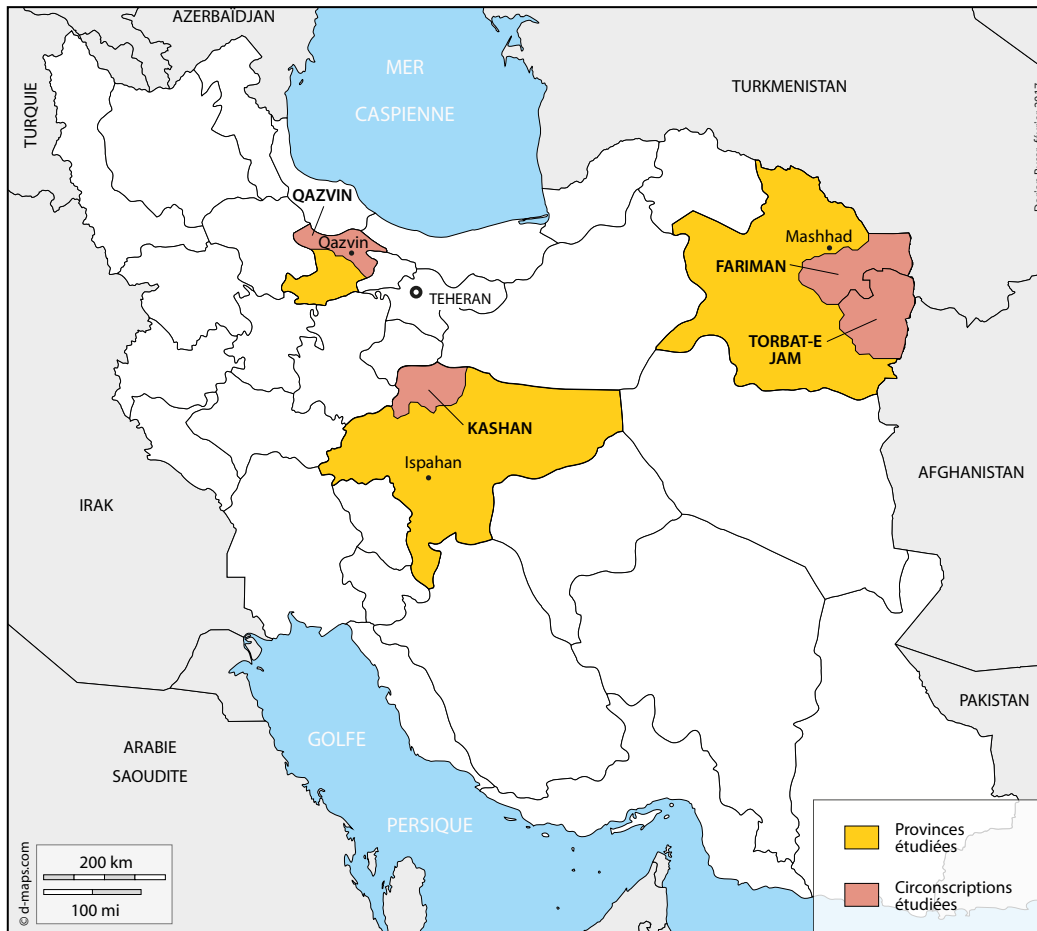 AZERBAÏDJAN
MER
CASPIENNE
TURKMENISTAN
TURQUIE
QAZVIN
Qazvin
TEHERAN
Mashhad
FARIMAN
TORBAT-E
JAM
KASHAN
Ispahan
IRAK
AFGHANISTAN
PAKISTAN
ARABIE
SAOUDITE
GOLFE
PERSIQUE
200 km
100 mi
© d-maps.com
Provinces
étudiées
Circonscriptions
étudiées